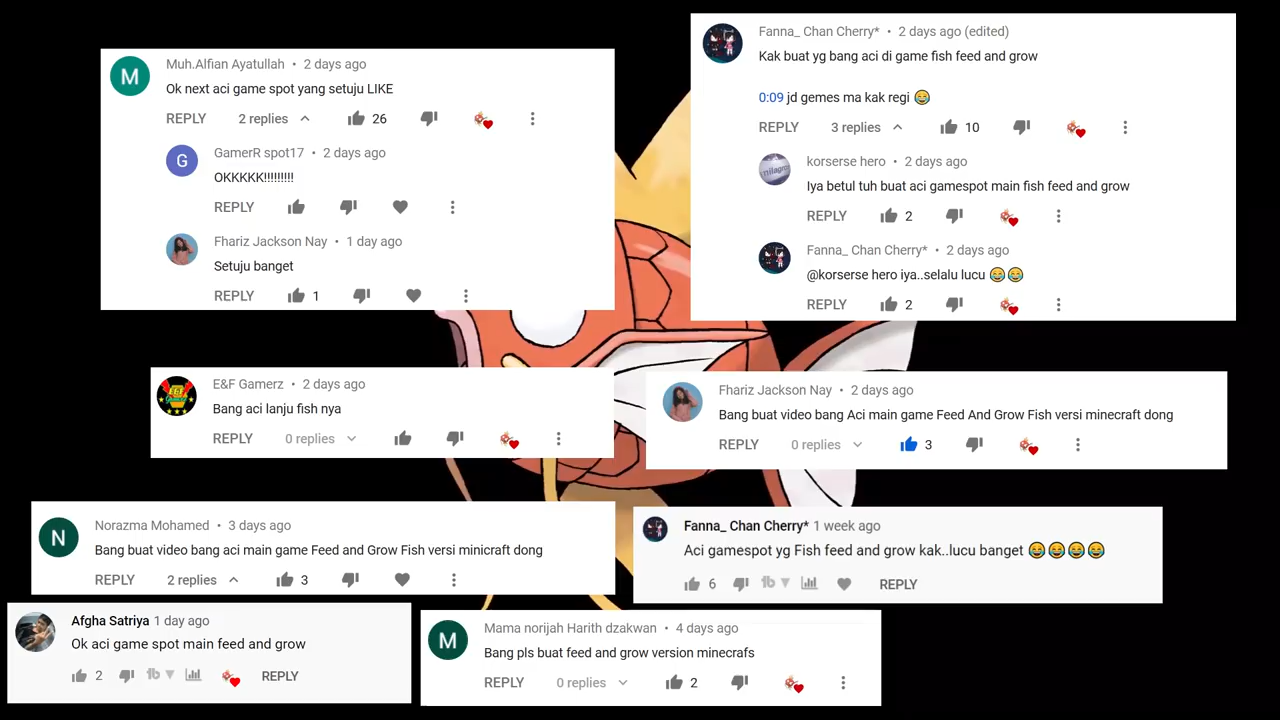 Muh.Alfian Ayatullah • 2 days ago
Ok next aci game spot yang setuju LIKE
REPLY 2 replies 26
G GamerR spot17 • 2 days ago
OKKKKK!!!!!!!!!
REPLY
Fhariz Jackson Nay • 1 day ago
Setuju banget
REPLY 1
M
Fanna_ Chan Cherry* • 2 days ago (edited)
Kak buat yg bang aci di game fish feed and grow
0:09 jd gemes ma kak regi 😂
REPLY 3 replies 10
korserse hero • 2 days ago
Iya betul tuh buat aci gamespot main fish feed and grow
REPLY 2
Fanna_ Chan Cherry* • 2 days ago
@korserse hero iya..selalu lucu 😂😂
REPLY 2
E&F Gamerz • 2 days ago
Bang aci lanju fish nya
REPLY 0 replies
Fhariz Jackson Nay • 2 days ago
Bang buat video bang Aci main game Feed And Grow Fish versi minecraft dong
REPLY 0 replies 3
N Norazma Mohamed • 3 days ago
Bang buat video bang aci main game Feed and Grow Fish versi minicraft dong
REPLY 2 replies 3
Fanna_ Chan Cherry* 1 week ago
Aci gamespot yg Fish feed and grow kak..lucu banget 😂😂😂😂
6 tb REPLY
Afgha Satriya 1 day ago
Ok aci game spot main feed and grow
2 tb REPLY
M Mama norijah Harith dzakwan • 4 days ago
Bang pls buat feed and grow version minecrafs
REPLY 0 replies 2